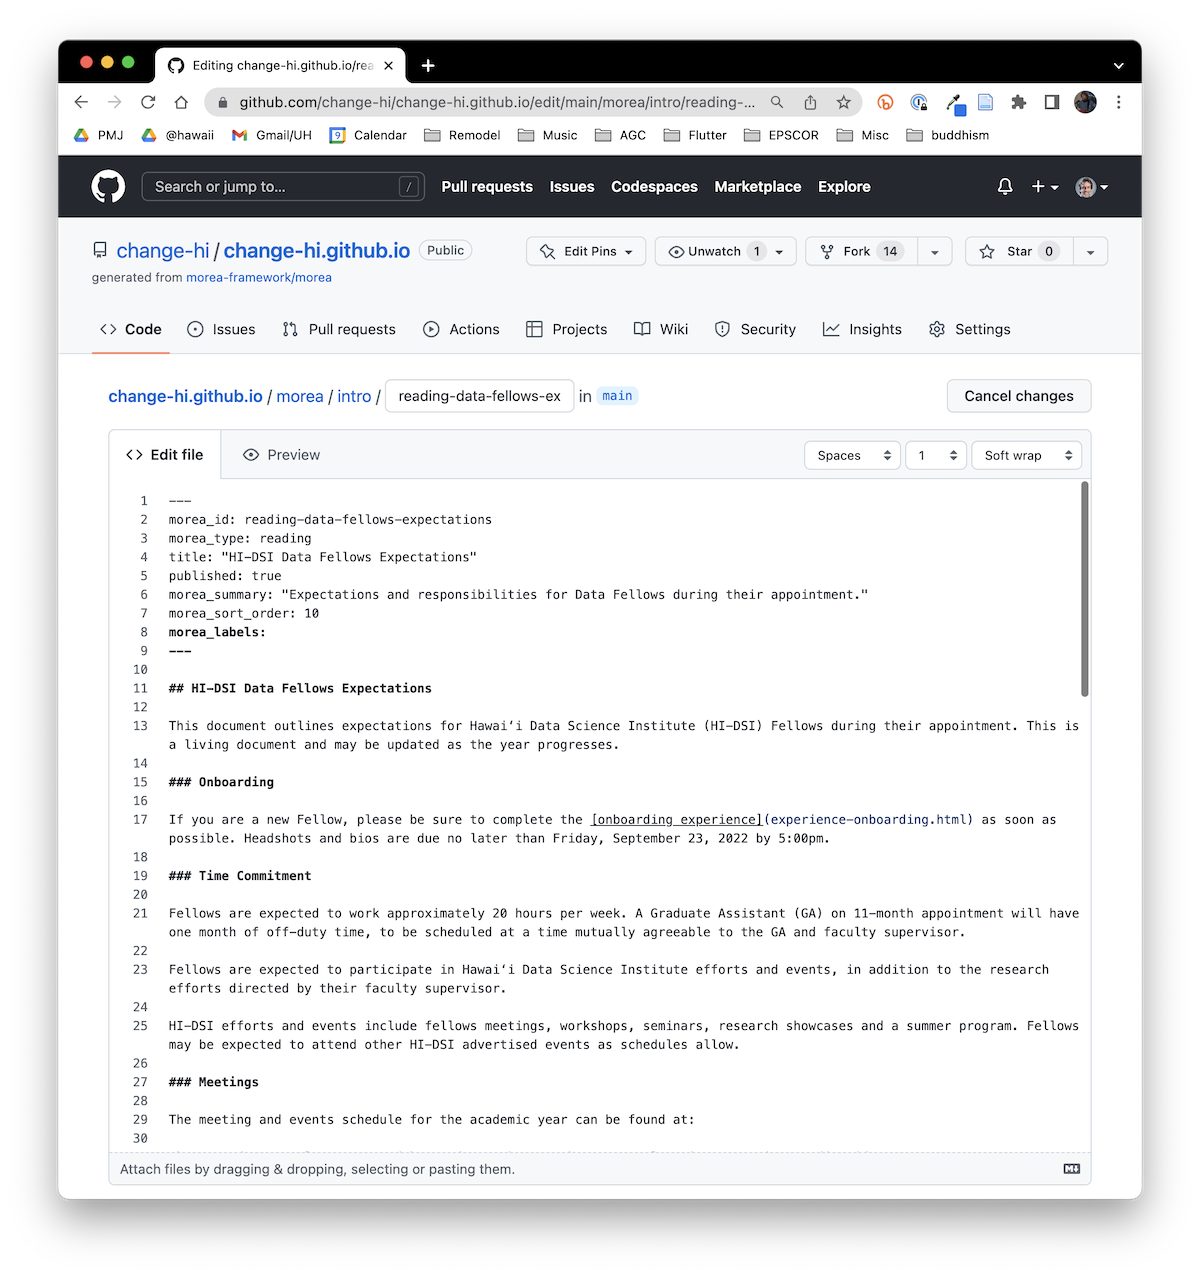 Editing change-hi.github.io/rea
github.com/change-hi/change-hi.github.io/edit/main/morea/intro/reading-...
PMJ @hawaii Gmail/UH 9 Calendar Remodel Music AGC Flutter EPSCOR Misc buddhism
Search or jump to... / Pull requests Issues Codespaces Marketplace Explore
change-hi / change-hi.github.io Public Edit Pins Unwatch 1 Fork 14 Star 0
generated from morea-framework/morea
Code Issues Pull requests Actions Projects Wiki Security Insights Settings
change-hi.github.io / morea / intro / reading-data-fellows-ex in main Cancel changes
Edit file Preview Spaces 1 Soft wrap
1 ---
2 morea_id: reading-data-fellows-expectations
3 morea_type: reading
4 title: "HI-DSI Data Fellows Expectations"
5 published: true
6 morea_summary: "Expectations and responsibilities for Data Fellows during their appointment."
7 morea_sort_order: 10
8 morea_labels:
9 ---
10
11 ## HI-DSI Data Fellows Expectations
12
13 This document outlines expectations for Hawaiʻi Data Science Institute (HI-DSI) Fellows during their appointment. This is
a living document and may be updated as the year progresses.
14
15 ### Onboarding
16
17 If you are a new Fellow, please be sure to complete the [onboarding experience](experience-onboarding.html) as soon as
possible. Headshots and bios are due no later than Friday, September 23, 2022 by 5:00pm.
18
19 ### Time Commitment
20
21 Fellows are expected to work approximately 20 hours per week. A Graduate Assistant (GA) on 11-month appointment will have
one month of off-duty time, to be scheduled at a time mutually agreeable to the GA and faculty supervisor.
22
23 Fellows are expected to participate in Hawaiʻi Data Science Institute efforts and events, in addition to the research
efforts directed by their faculty supervisor.
24
25 HI-DSI efforts and events include fellows meetings, workshops, seminars, research showcases and a summer program. Fellows
may be expected to attend other HI-DSI advertised events as schedules allow.
26
27 ### Meetings
28
29 The meeting and events schedule for the academic year can be found at:
30
Attach files by dragging & dropping, selecting or pasting them.